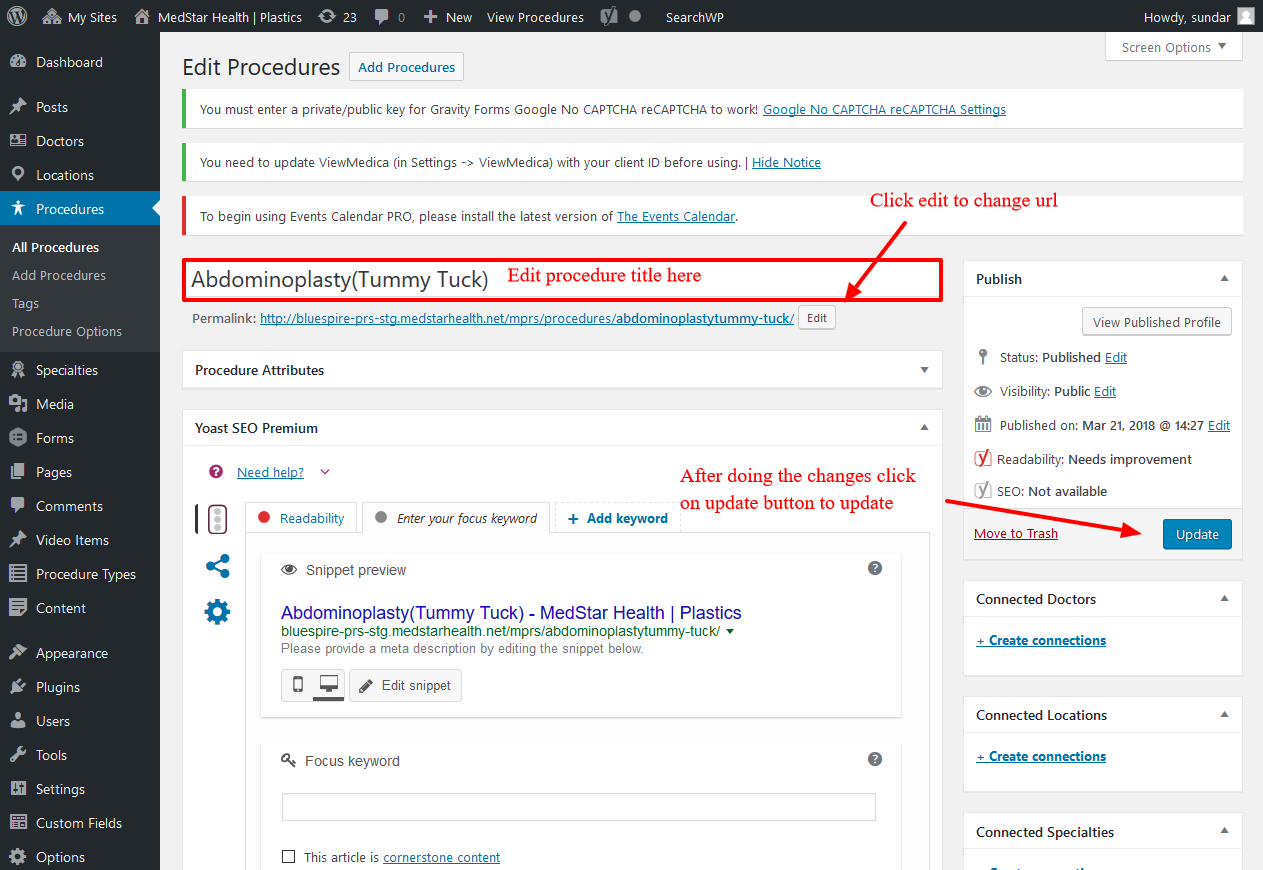 My Sites MedStar Health | Plastics 23 0 New View Procedures SearchWP Howdy, sundar
Screen Options
Dashboard
Posts
Doctors
Locations
Procedures
All Procedures
Add Procedures
Tags
Procedure Options
Specialties
Media
Forms
Pages
Comments
Video Items
Procedure Types
Content
Appearance
Plugins
Users
Tools
Settings
Custom Fields
Options
Edit Procedures Add Procedures
You must enter a private/public key for Gravity Forms Google No CAPTCHA reCAPTCHA to work! Google No CAPTCHA reCAPTCHA Settings
You need to update ViewMedica (in Settings -> ViewMedica) with your client ID before using. | Hide Notice
To begin using Events Calendar PRO, please install the latest version of The Events Calendar.
Click edit to change url
Abdominoplasty(Tummy Tuck) Edit procedure title here
Permalink: http://bluespire-prs-stg.medstarhealth.net/mprs/procedures/abdominoplastytummy-tuck/ Edit
Procedure Attributes
Yoast SEO Premium
Need help?
After doing the changes click
on update button to update
Readability Enter your focus keyword + Add keyword
Snippet preview ?
Abdominoplasty(Tummy Tuck) - MedStar Health | Plastics
bluespire-prs-stg.medstarhealth.net/mprs/abdominoplastytummy-tuck/
Please provide a meta description by editing the snippet below.
Edit snippet
Focus keyword ?
This article is cornerstone content
Publish
View Published Profile
Status: Published Edit
Visibility: Public Edit
Published on: Mar 21, 2018 @ 14:27 Edit
Readability: Needs improvement
SEO: Not available
Move to Trash Update
Connected Doctors
+ Create connections
Connected Locations
+ Create connections
Connected Specialties